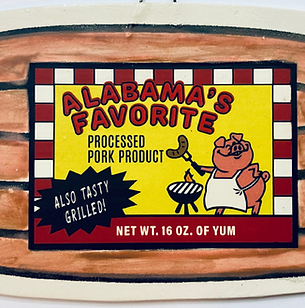 ALABAMA'S
FAVORITE
PROCESSED
PORK PRODUCT
ALSO TASTY
GRILLED!
NET WT. 16 OZ. OF YUM